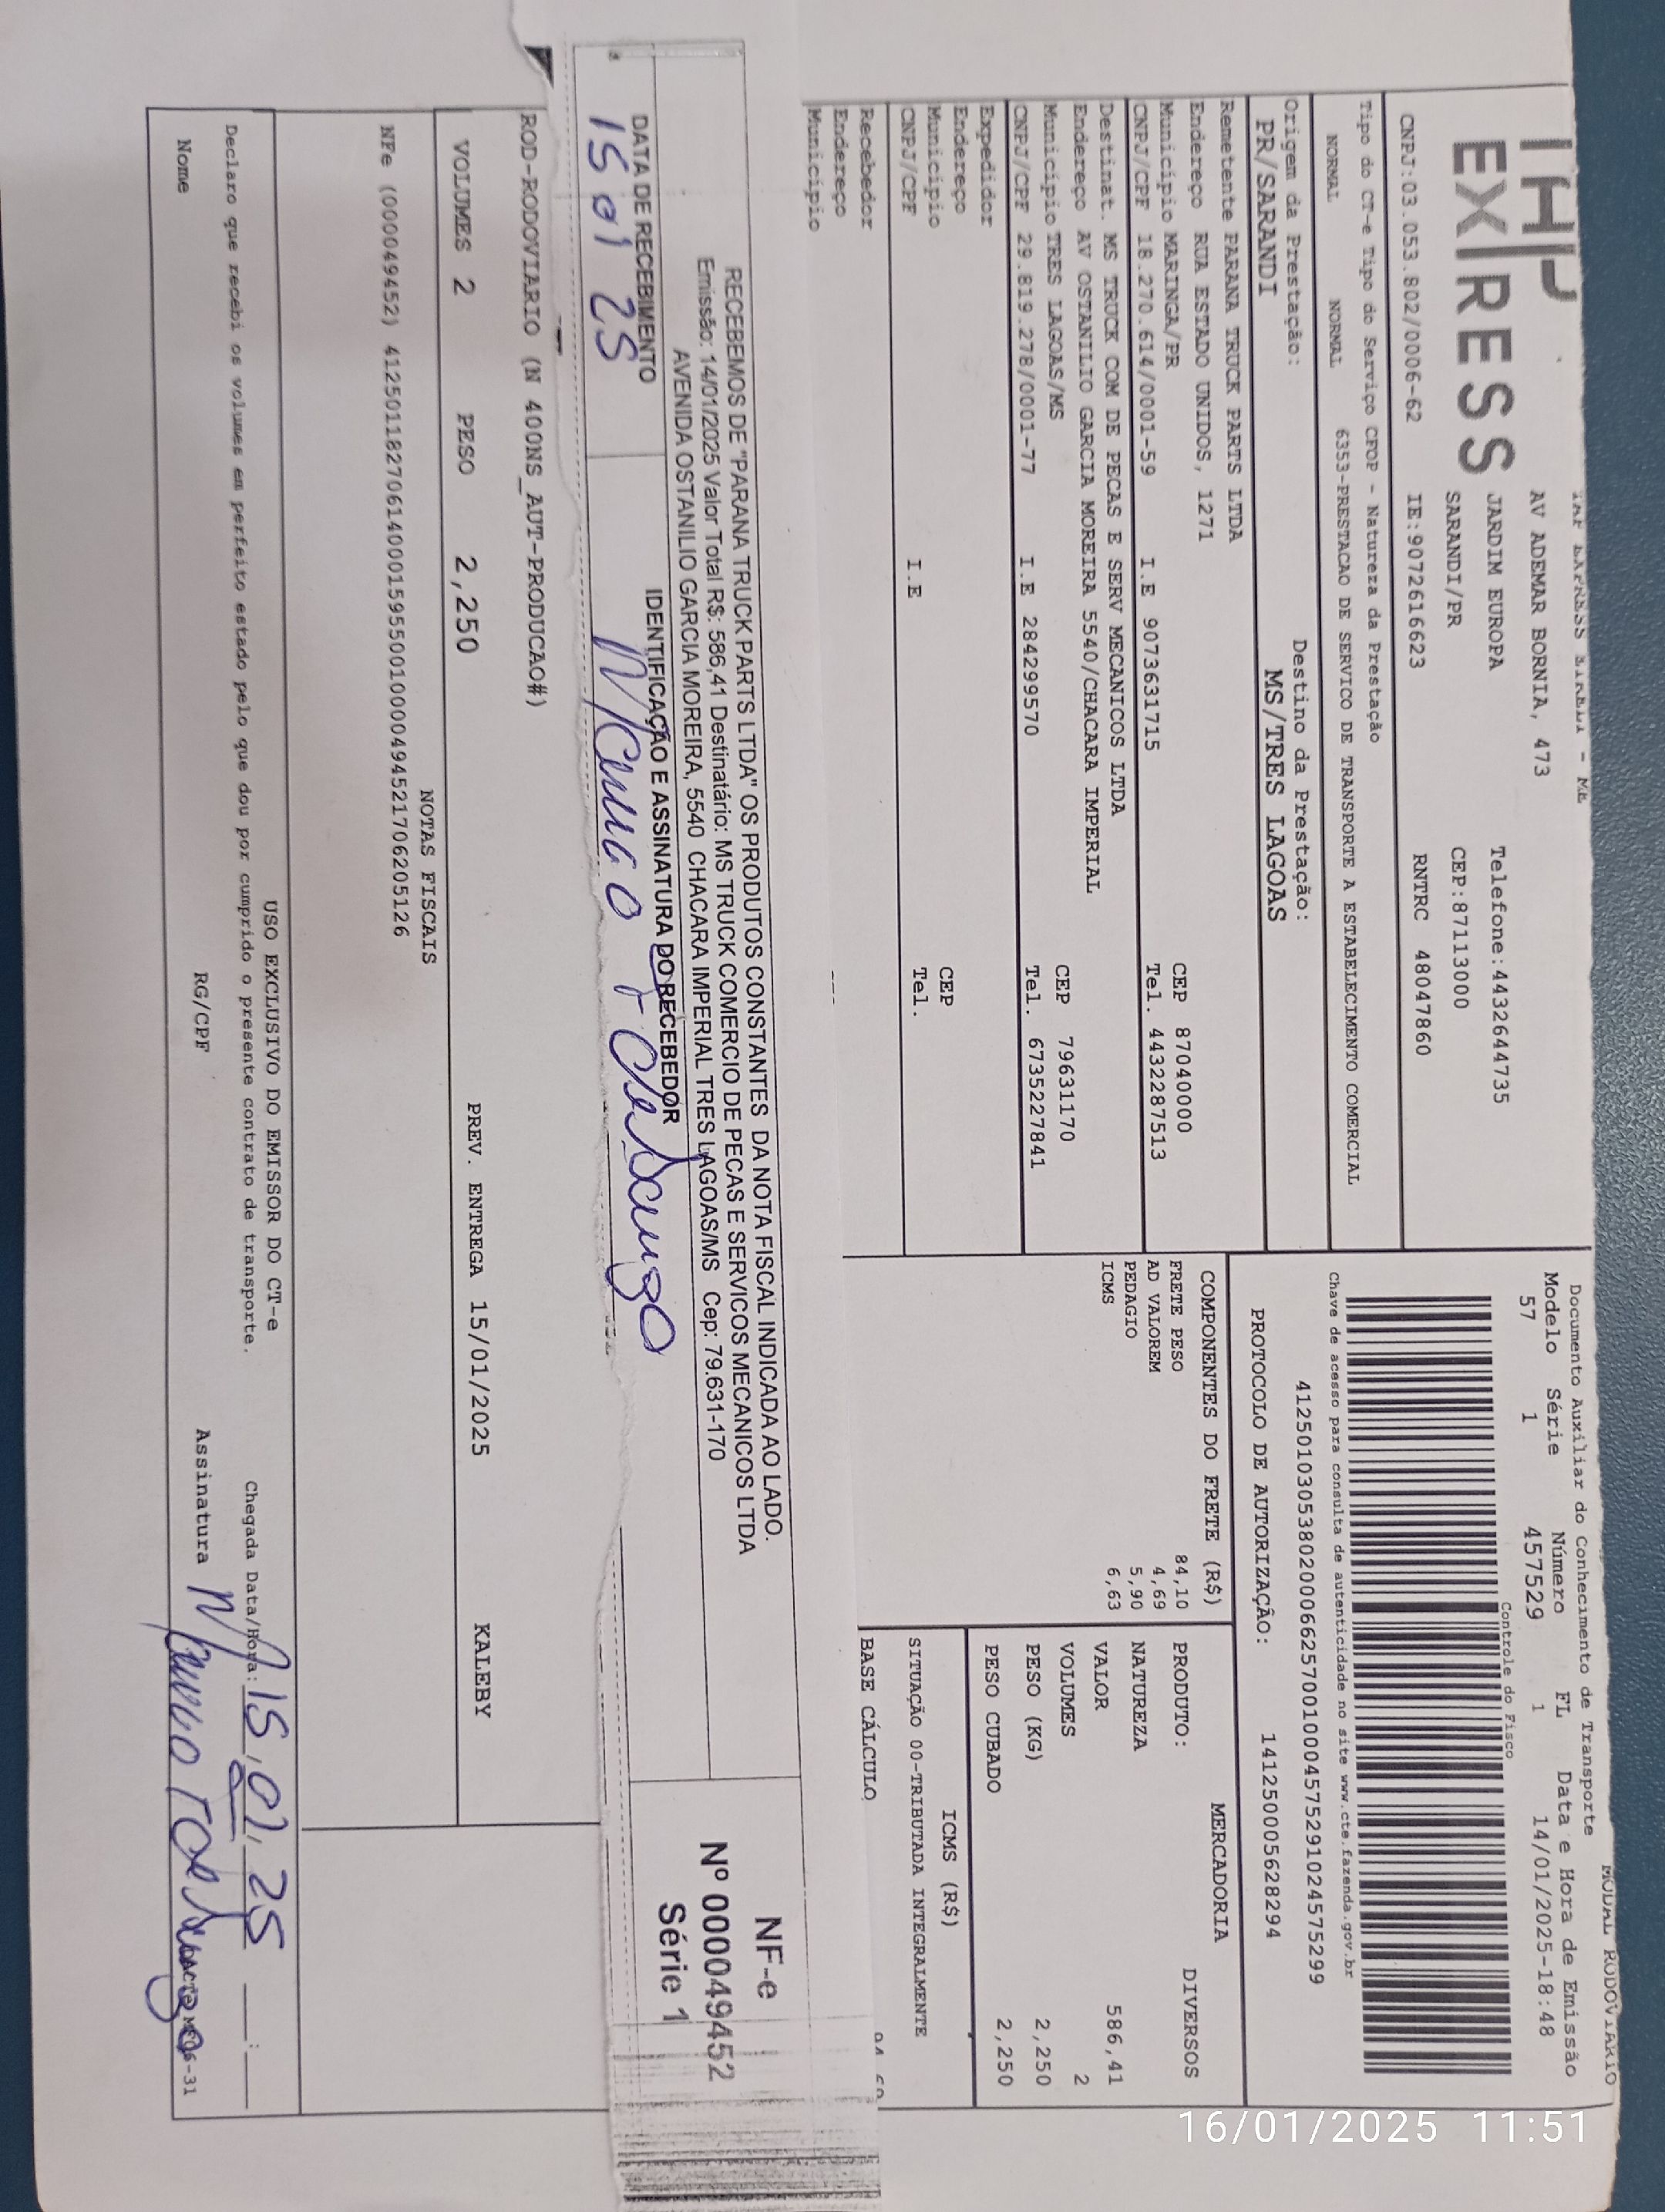 MODAL RODOVIARIO
IHP
EXPRESS
AV ADEMAR BORNIA, 473
JARDIM EUROPA Telefone:4432644735
SARANDI/PR CEP:87113000
CNPJ:03.053.802/0006-62 IE:9072616623 RNTRC 48047860
Documento Auxiliar do Conhecimento de Transporte
Modelo Série Número FL Data e Hora de Emissão
57 1 457529 1 14/01/2025-18:48
Controle do Fisco
Chave de acesso para consulta de autenticidade no site www.cte.fazenda.gov.br
41250103053802000662570010004575291024575299
PROTOCOLO DE AUTORIZAÇÃO: 141250005628294
Tipo do CT-e Tipo do Serviço CFOP - Natureza da Prestação
NORMAL NORMAL 6353-PRESTACAO DE SERVICO DE TRANSPORTE A ESTABELECIMENTO COMERCIAL
Origem da Prestação: Destino da Prestação:
PR/SARANDI MS/TRES LAGOAS
Remetente PARANA TRUCK PARTS LTDA
Endereço RUA ESTADO UNIDOS, 1271
Município MARINGA/PR CEP 87040000
CNPJ/CPF 18.270.614/0001-59 I.E 9073631715 Tel. 4432287513
Destinat. MS TRUCK COM DE PECAS E SERV MECANICOS LTDA
Endereço AV OSTANILIO GARCIA MOREIRA 5540/CHACARA IMPERIAL
Município TRES LAGOAS/MS CEP 79631170
CNPJ/CPF 29.819.278/0001-77 I.E 284299570 Tel. 6735227841
Expedidor
Endereço
Município CEP
CNPJ/CPF I.E Tel.
Recebedor
Endereço
Município
COMPONENTES DO FRETE (R$)
FRETE PESO 84,10
AD VALOREM 4,69
PEDAGIO 5,90
ICMS 6,63
MERCADORIA
PRODUTO: DIVERSOS
NATUREZA
VALOR 586,41
VOLUMES 2
PESO (KG) 2,250
PESO CUBADO 2,250
ICMS (R$)
SITUAÇÃO 00-TRIBUTADA INTEGRALMENTE
BASE CÁLCULO
RECEBEMOS DE "PARANA TRUCK PARTS LTDA" OS PRODUTOS CONSTANTES DA NOTA FISCAL INDICADA AO LADO.
Emissão: 14/01/2025 Valor Total R$: 586,41 Destinatário: MS TRUCK COMERCIO DE PECAS E SERVICOS MECANICOS LTDA
AVENIDA OSTANILIO GARCIA MOREIRA, 5540 CHACARA IMPERIAL TRES LAGOAS/MS Cep: 79.631-170
DATA DE RECEBIMENTO IDENTIFICAÇÃO E ASSINATURA DO RECEBEDOR
15 01 25
NF-e
Nº 000049452
Série 1
ROD-RODOVIARIO (N 400NS_AUT-PRODUCAO#)
VOLUMES 2 PESO 2,250 PREV. ENTREGA 15/01/2025 KALEBY
NOTAS FISCAIS
NFe (000049452) 41250118270614000159550010000494521706205126
USO EXCLUSIVO DO EMISSOR DO CT-e
Declaro que recebi os volumes em perfeito estado pelo que dou por cumprido o presente contrato de transporte.
Chegada Data/Hora: 15,01,25 __:__
Nome RG/CPF Assinatura
16/01/2025 11:51